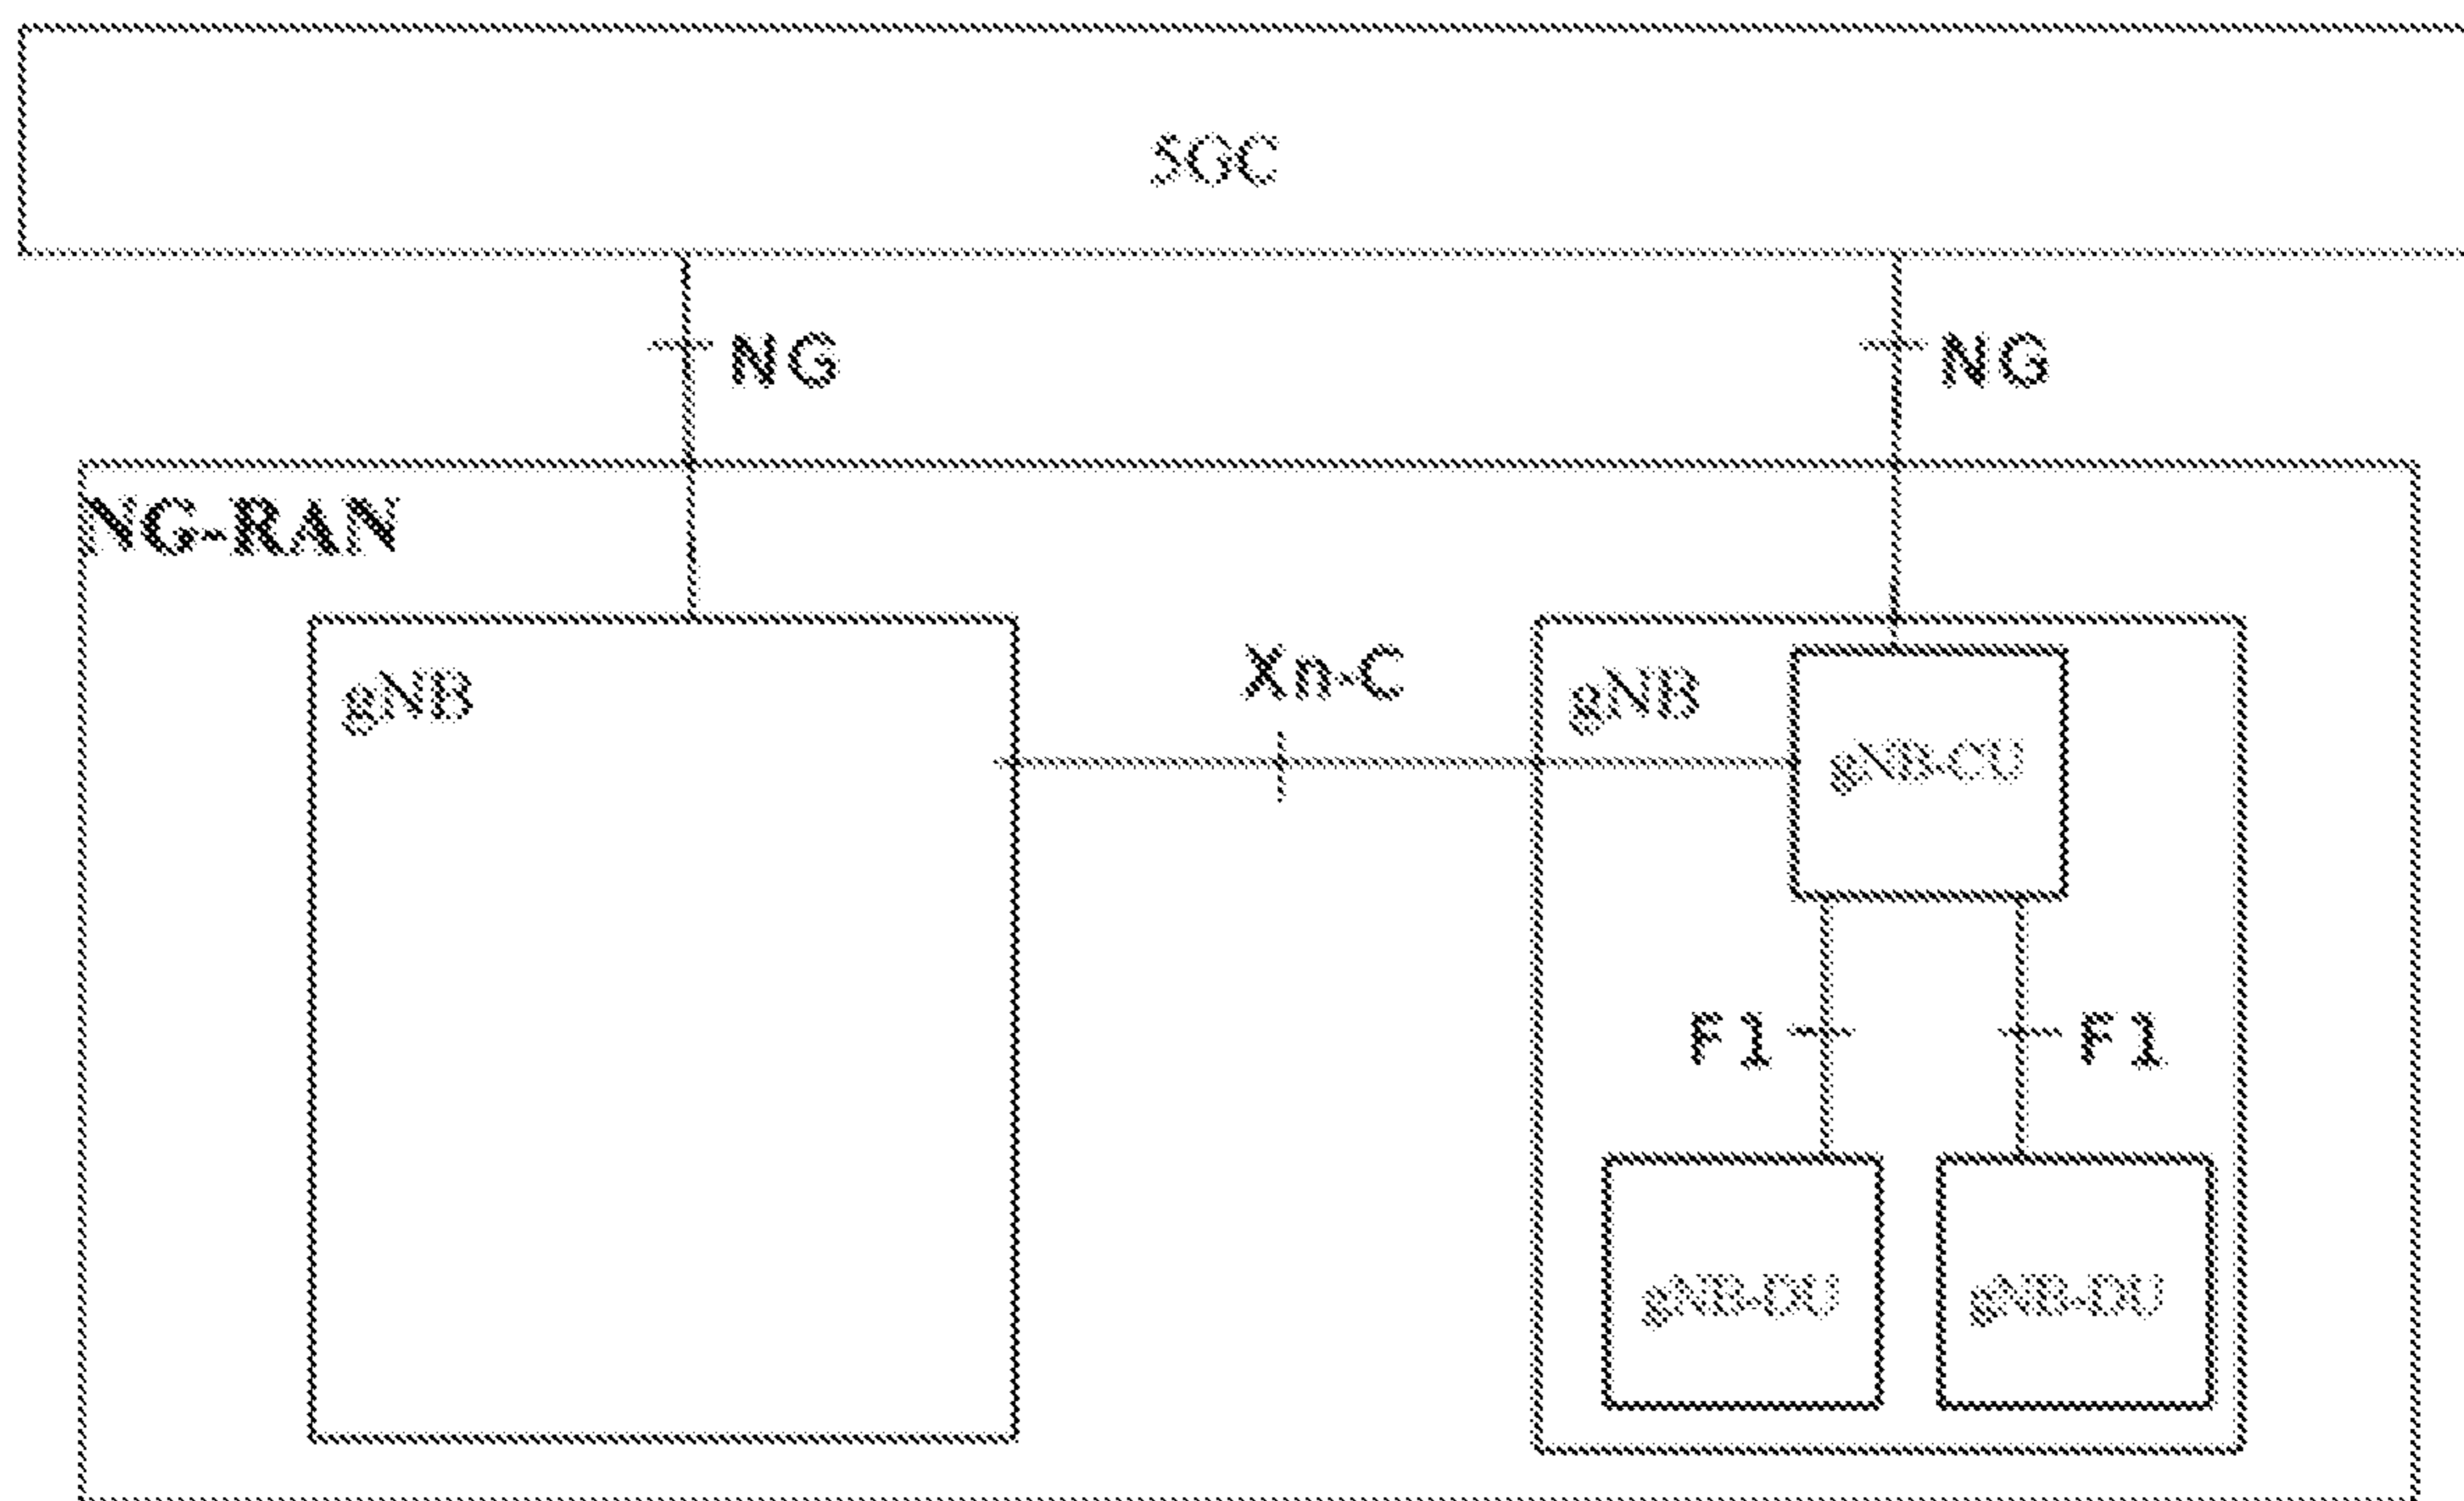 5GC
NG
NG
NG-RAN
gNB
Xn-C
gNB
gNB-CU
F1
F1
gNB-DU
gNB-DU